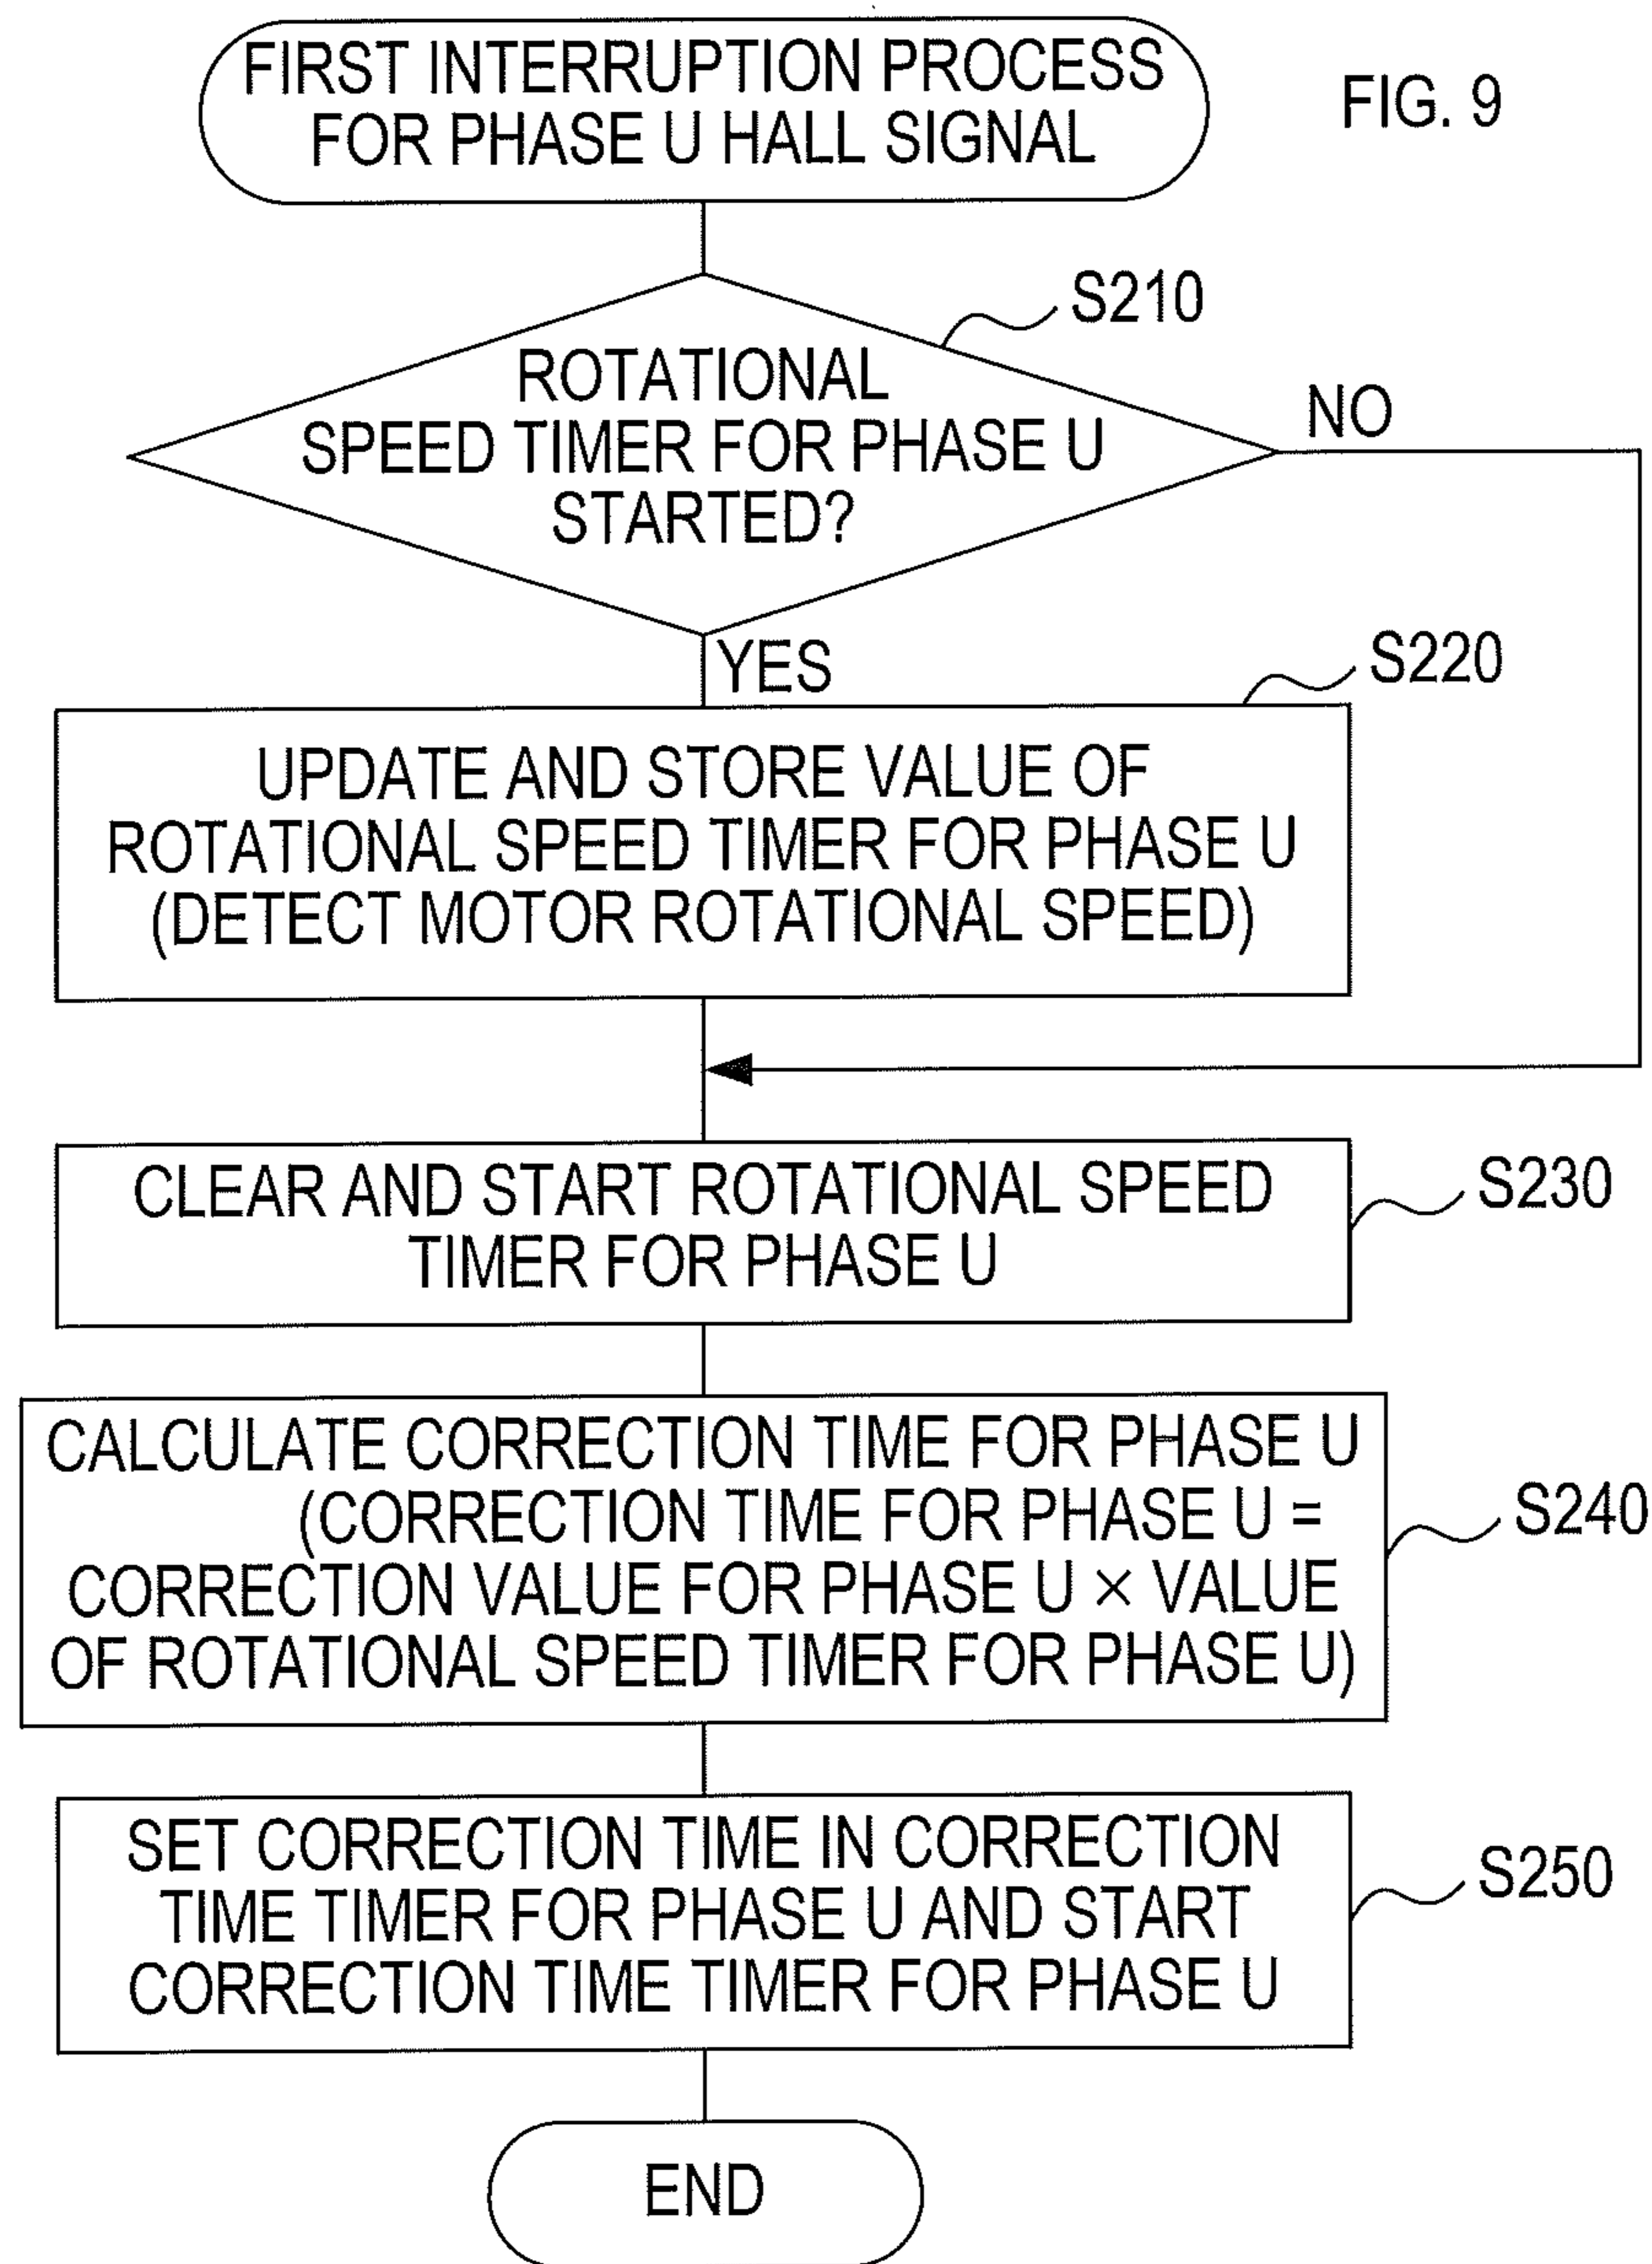 FIRST INTERRUPTION PROCESS
FOR PHASE U HALL SIGNAL
FIG. 9
S210
ROTATIONAL
SPEED TIMER FOR PHASE U
STARTED?
NO
YES
S220
UPDATE AND STORE VALUE OF
ROTATIONAL SPEED TIMER FOR PHASE U
(DETECT MOTOR ROTATIONAL SPEED)
CLEAR AND START ROTATIONAL SPEED
TIMER FOR PHASE U
S230
CALCULATE CORRECTION TIME FOR PHASE U
(CORRECTION TIME FOR PHASE U =
CORRECTION VALUE FOR PHASE U × VALUE
OF ROTATIONAL SPEED TIMER FOR PHASE U)
S240
SET CORRECTION TIME IN CORRECTION
TIME TIMER FOR PHASE U AND START
CORRECTION TIME TIMER FOR PHASE U
S250
END